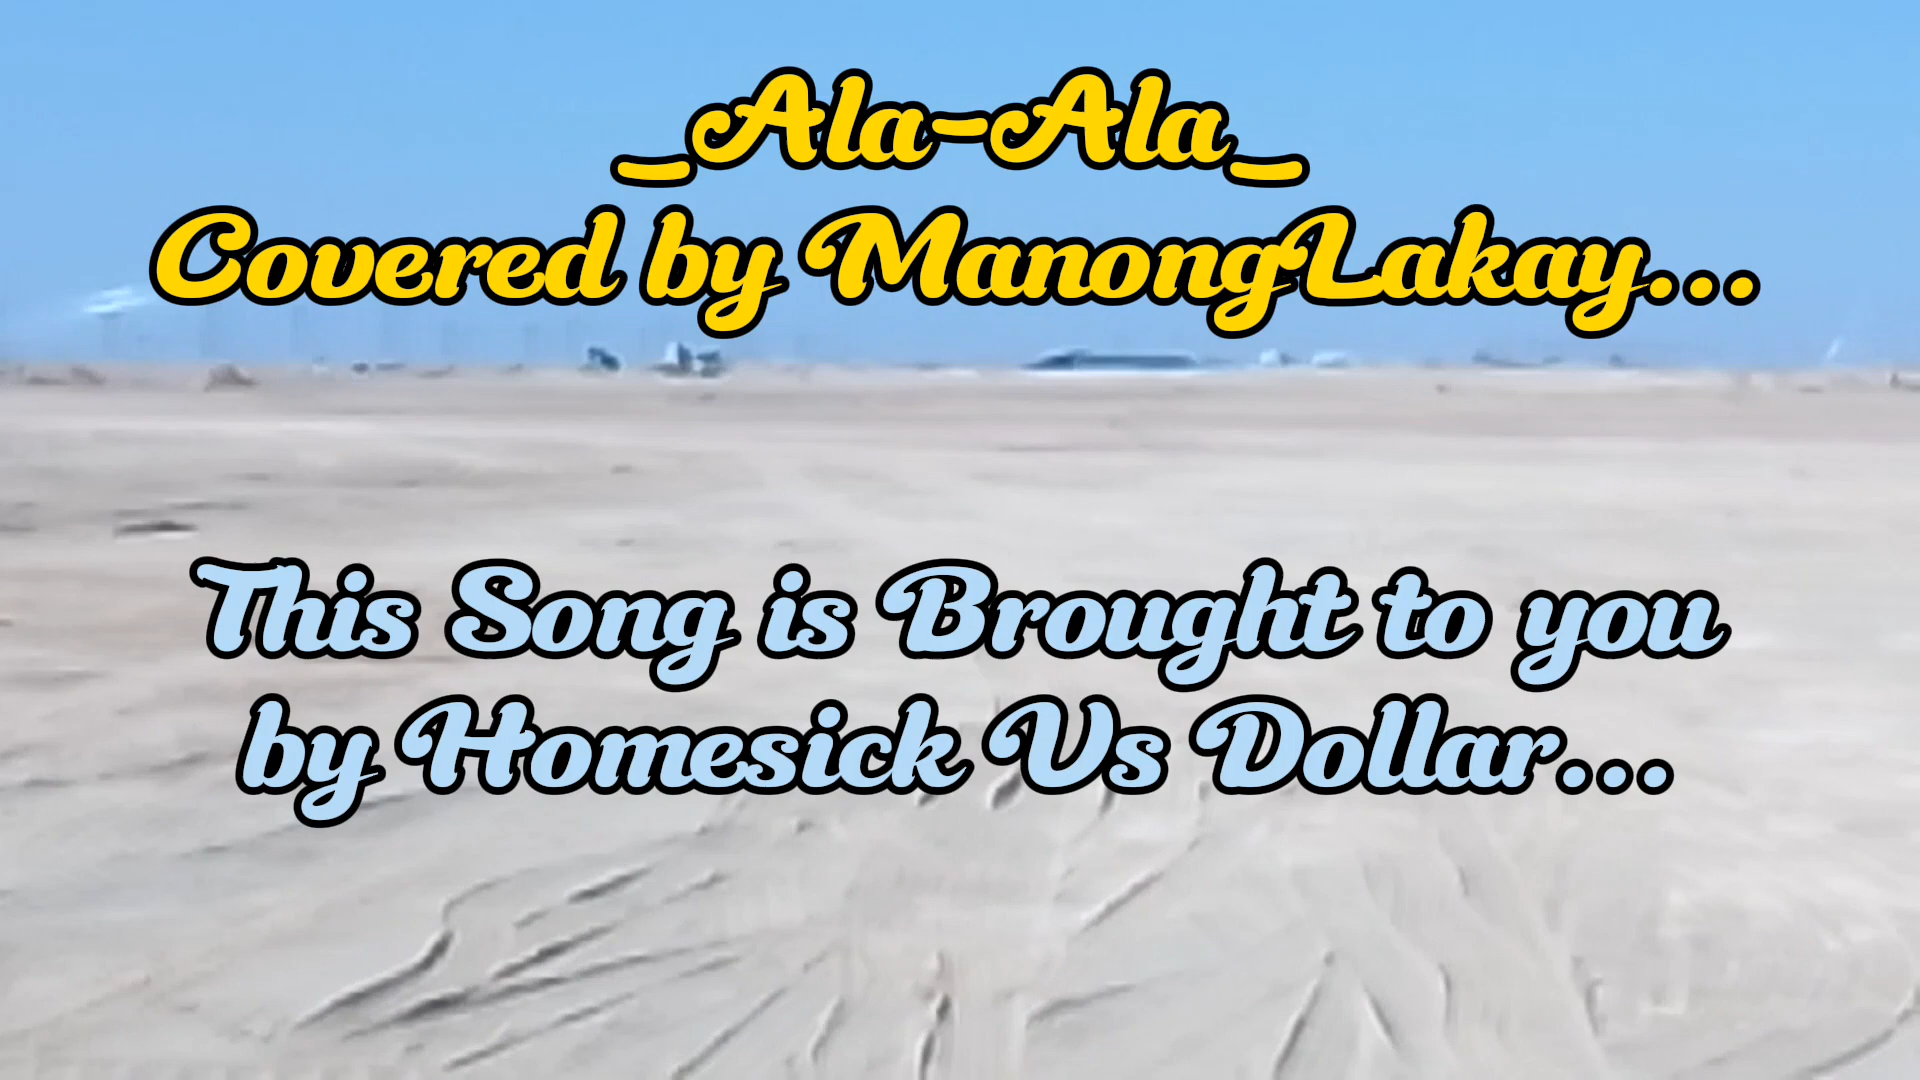 _Ala-Ala_
Covered by ManongLakay...
This Song is Brought to you
by Homesick Vs Dollar...